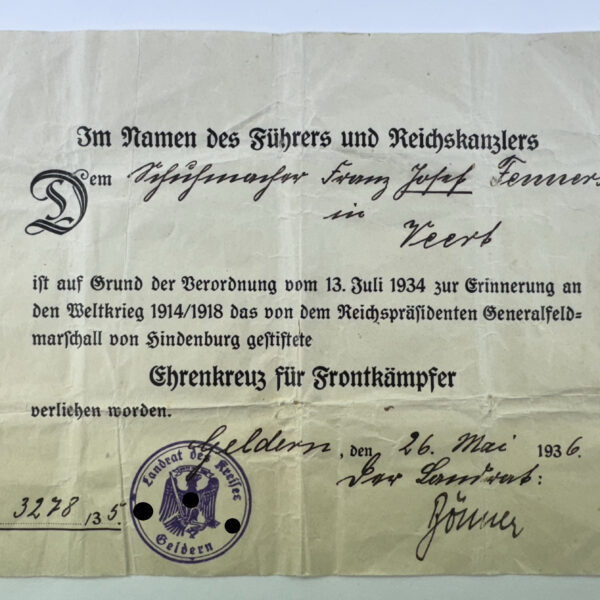 Im Namen des Führers und Reichskanzlers
Dem Schuhmacher Franz Josef Fenners
in
Veert
ist auf Grund der Verordnung vom 13. Juli 1934 zur Erinnerung an
den Weltkrieg 1914/1918 das von dem Reichspräsidenten Generalfeld-
marschall von Hindenburg gestiftete
Ehrenkreuz für Frontkämpfer
verliehen worden.
Geldern, den 26. Mai 1936.
Der Landrat:
3278 /35.
Landrat des Kreises
Geldern